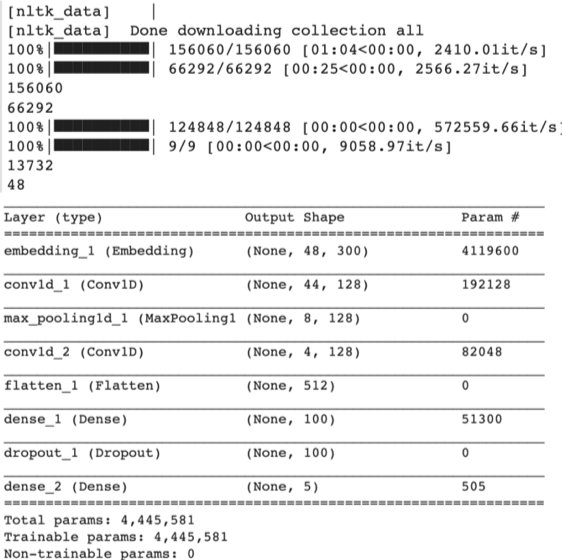 [nltk_data]    |
[nltk_data]  Done downloading collection all
100%|██████████| 156060/156060 [01:04<00:00, 2410.01it/s]
100%|██████████| 66292/66292 [00:25<00:00, 2566.27it/s]
156060
66292
100%|██████████| 124848/124848 [00:00<00:00, 572559.66it/s]
100%|██████████| 9/9 [00:00<00:00, 9058.97it/s]
13732
48
Layer (type)                 Output Shape              Param #
=================================================================
embedding_1 (Embedding)      (None, 48, 300)           4119600
conv1d_1 (Conv1D)            (None, 44, 128)           192128
max_pooling1d_1 (MaxPooling1 (None, 8, 128)            0
conv1d_2 (Conv1D)            (None, 4, 128)            82048
flatten_1 (Flatten)          (None, 512)               0
dense_1 (Dense)              (None, 100)               51300
dropout_1 (Dropout)          (None, 100)               0
dense_2 (Dense)              (None, 5)                 505
=================================================================
Total params: 4,445,581
Trainable params: 4,445,581
Non-trainable params: 0